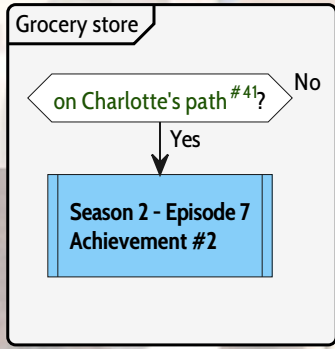 Grocery store
on Charlotte's path #41?
No
Yes
Season 2 - Episode 7
Achievement #2